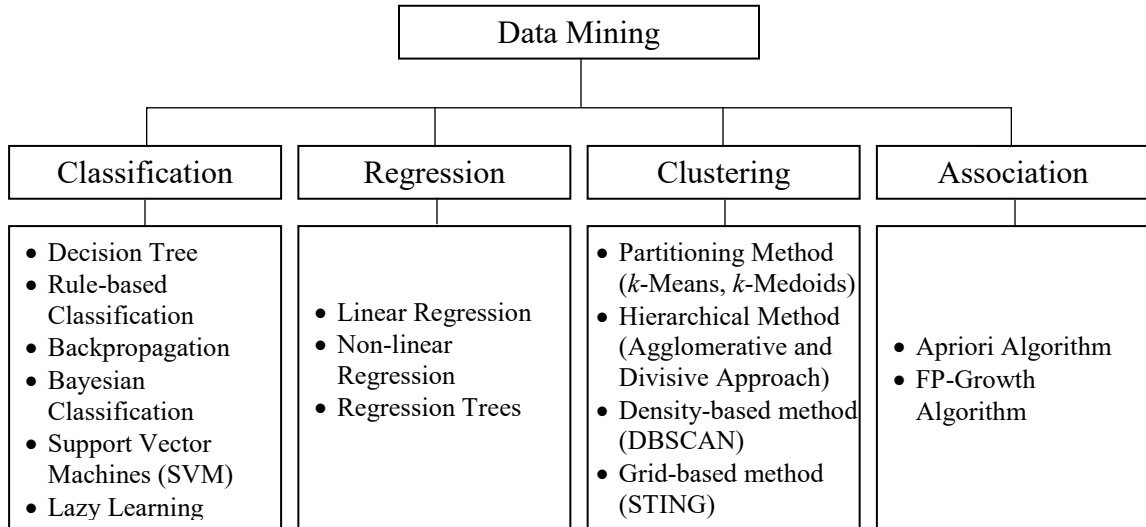 Data Mining
Classification
Regression
Clustering
Association
• Decision Tree
• Rule-based
Classification
• Backpropagation
• Bayesian
Classification
• Support Vector
Machines (SVM)
• Lazy Learning
• Linear Regression
• Non-linear
Regression
• Regression Trees
• Partitioning Method
(k-Means, k-Medoids)
• Hierarchical Method
(Agglomerative and
Divisive Approach)
• Density-based method
(DBSCAN)
• Grid-based method
(STING)
• Apriori Algorithm
• FP-Growth
Algorithm